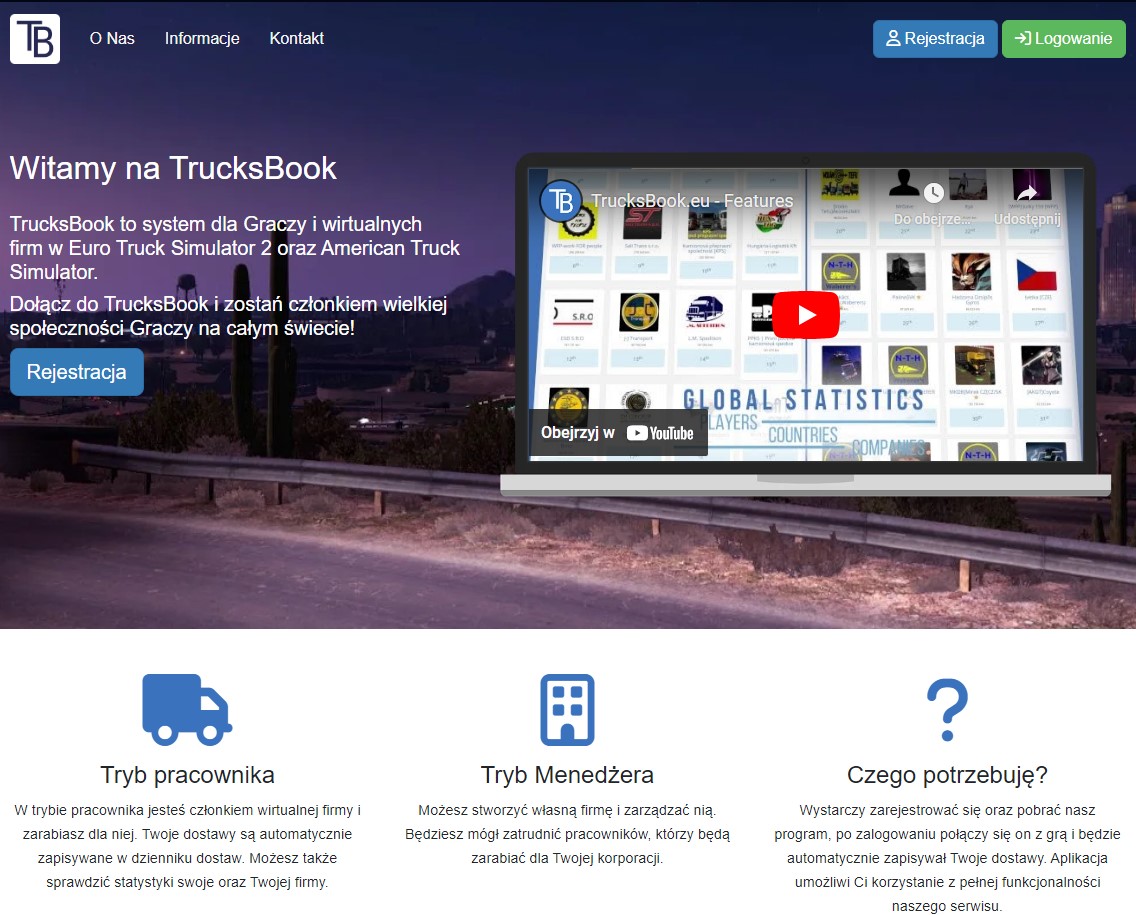 TB
O Nas
Informacje
Kontakt
Rejestracja
Logowanie
Witamy na TrucksBook
TrucksBook to system dla Graczy i wirtualnych
firm w Euro Truck Simulator 2 oraz American Truck
Simulator.
Dołącz do TrucksBook i zostań członkiem wielkiej
społeczności Graczy na całym świecie!
Rejestracja
TB
TrucksBook.eu - Features
Do obejrze...
Udostępnij
GLOBAL STATISTICS
PLAYERS
COUNTRIES
COMPANIES
Obejrzyj w YouTube
Tryb pracownika
W trybie pracownika jesteś członkiem wirtualnej firmy i
zarabiasz dla niej. Twoje dostawy są automatycznie
zapisywane w dzienniku dostaw. Możesz także
sprawdzić statystyki swoje oraz Twojej firmy.
Tryb Menedżera
Możesz stworzyć własną firmę i zarządzać nią.
Będziesz mógł zatrudnić pracowników, którzy będą
zarabiać dla Twojej korporacji.
Czego potrzebuję?
Wystarczy zarejestrować się oraz pobrać nasz
program, po zalogowaniu połączy się on z grą i będzie
automatycznie zapisywał Twoje dostawy. Aplikacja
umożliwi Ci korzystanie z pełnej funkcjonalności
naszego serwisu.